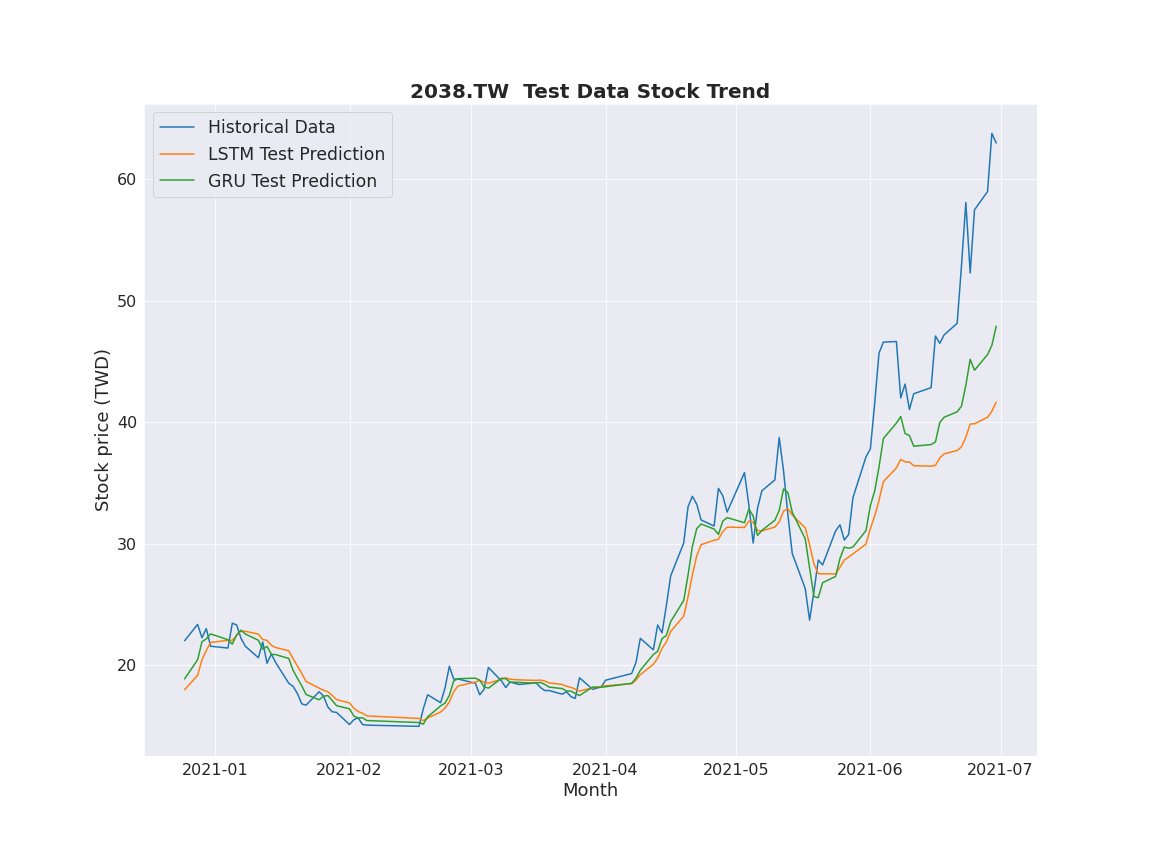 2038.TW  Test Data Stock Trend
Historical Data
LSTM Test Prediction
GRU Test Prediction
Stock price (TWD)
60
50
40
30
20
2021-01 2021-02 2021-03 2021-04 2021-05 2021-06 2021-07
Month